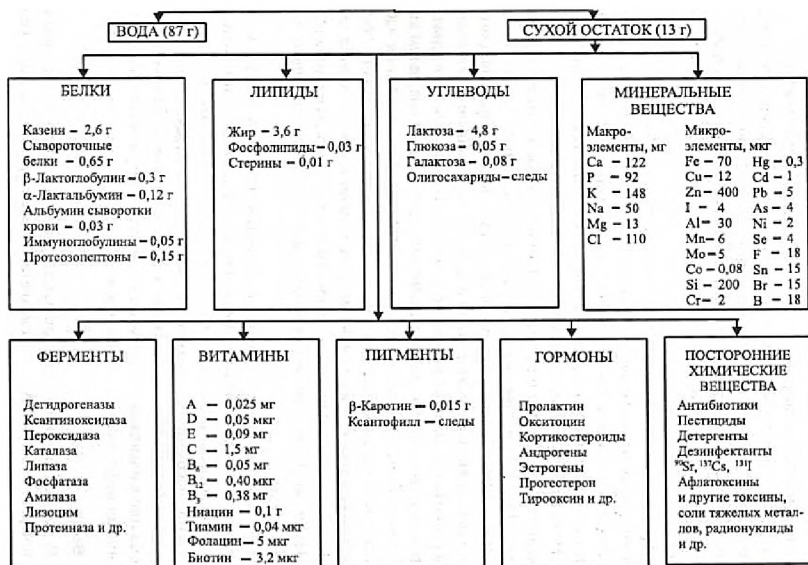 ВОДА (87 г)
СУХОЙ ОСТАТОК (13 г)
БЕЛКИ
Казеин – 2,6 г
Сывороточные
белки – 0,65 г
β-Лактоглобулин –0,3 г
α-Лактальбумин – 0,12 г
Альбумин сыворотки
крови – 0,03 г
Иммуноглобулины – 0,05 г
Протеозопептоны – 0,15 г
ЛИПИДЫ
Жир – 3,6 г
Фосфолипиды – 0,03 г
Стерины – 0,01 г
УГЛЕВОДЫ
Лактоза – 4,8 г
Глюкоза – 0,05 г
Галактоза – 0,08 г
Олигосахариды–следы
МИНЕРАЛЬНЫЕ
ВЕЩЕСТВА
Макро-
элементы, мг
Ca – 122
P – 92
K – 148
Na – 50
Mg – 13
Cl – 110
Микро-
элементы, мкг
Fe – 70
Cu – 12
Zn – 400
I – 4
Al – 30
Mn – 6
Mo – 5
Co – 0,08
Si – 200
Cr – 2
Hg – 0,3
Cd – 1
Pb – 5
As – 4
Ni – 2
Se – 4
F – 18
Sn – 15
Br – 15
B – 18
ФЕРМЕНТЫ
Дегидрогеназы
Ксантиноксидаза
Пероксидаза
Каталаза
Липаза
Фосфатаза
Амилаза
Лизоцим
Протеиназа и др.
ВИТАМИНЫ
A – 0,025 мг
D – 0,05 мкг
E – 0,09 мг
C – 1,5 мг
B₆ – 0,05 мг
B₁₂ – 0,40 мкг
B₃ – 0,38 мг
Ниацин – 0,1 г
Тиамин – 0,04 мкг
Фолацин – 5 мкг
Биотин – 3,2 мкг
ПИГМЕНТЫ
β-Каротин – 0,015 г
Ксантофилл – следы
ГОРМОНЫ
Пролактин
Окситоцин
Кортикостероиды
Андрогены
Эстрогены
Прогестерон
Тирооксин и др.
ПОСТОРОННИЕ
ХИМИЧЕСКИЕ
ВЕЩЕСТВА
Антибиотики
Пестициды
Детергенты
Дезинфектанты
⁹⁰Sr, ¹³⁷Cs, ¹³¹I
Афлатоксины
и другие токсины,
соли тяжелых метал-
лов, радионуклиды
и др.